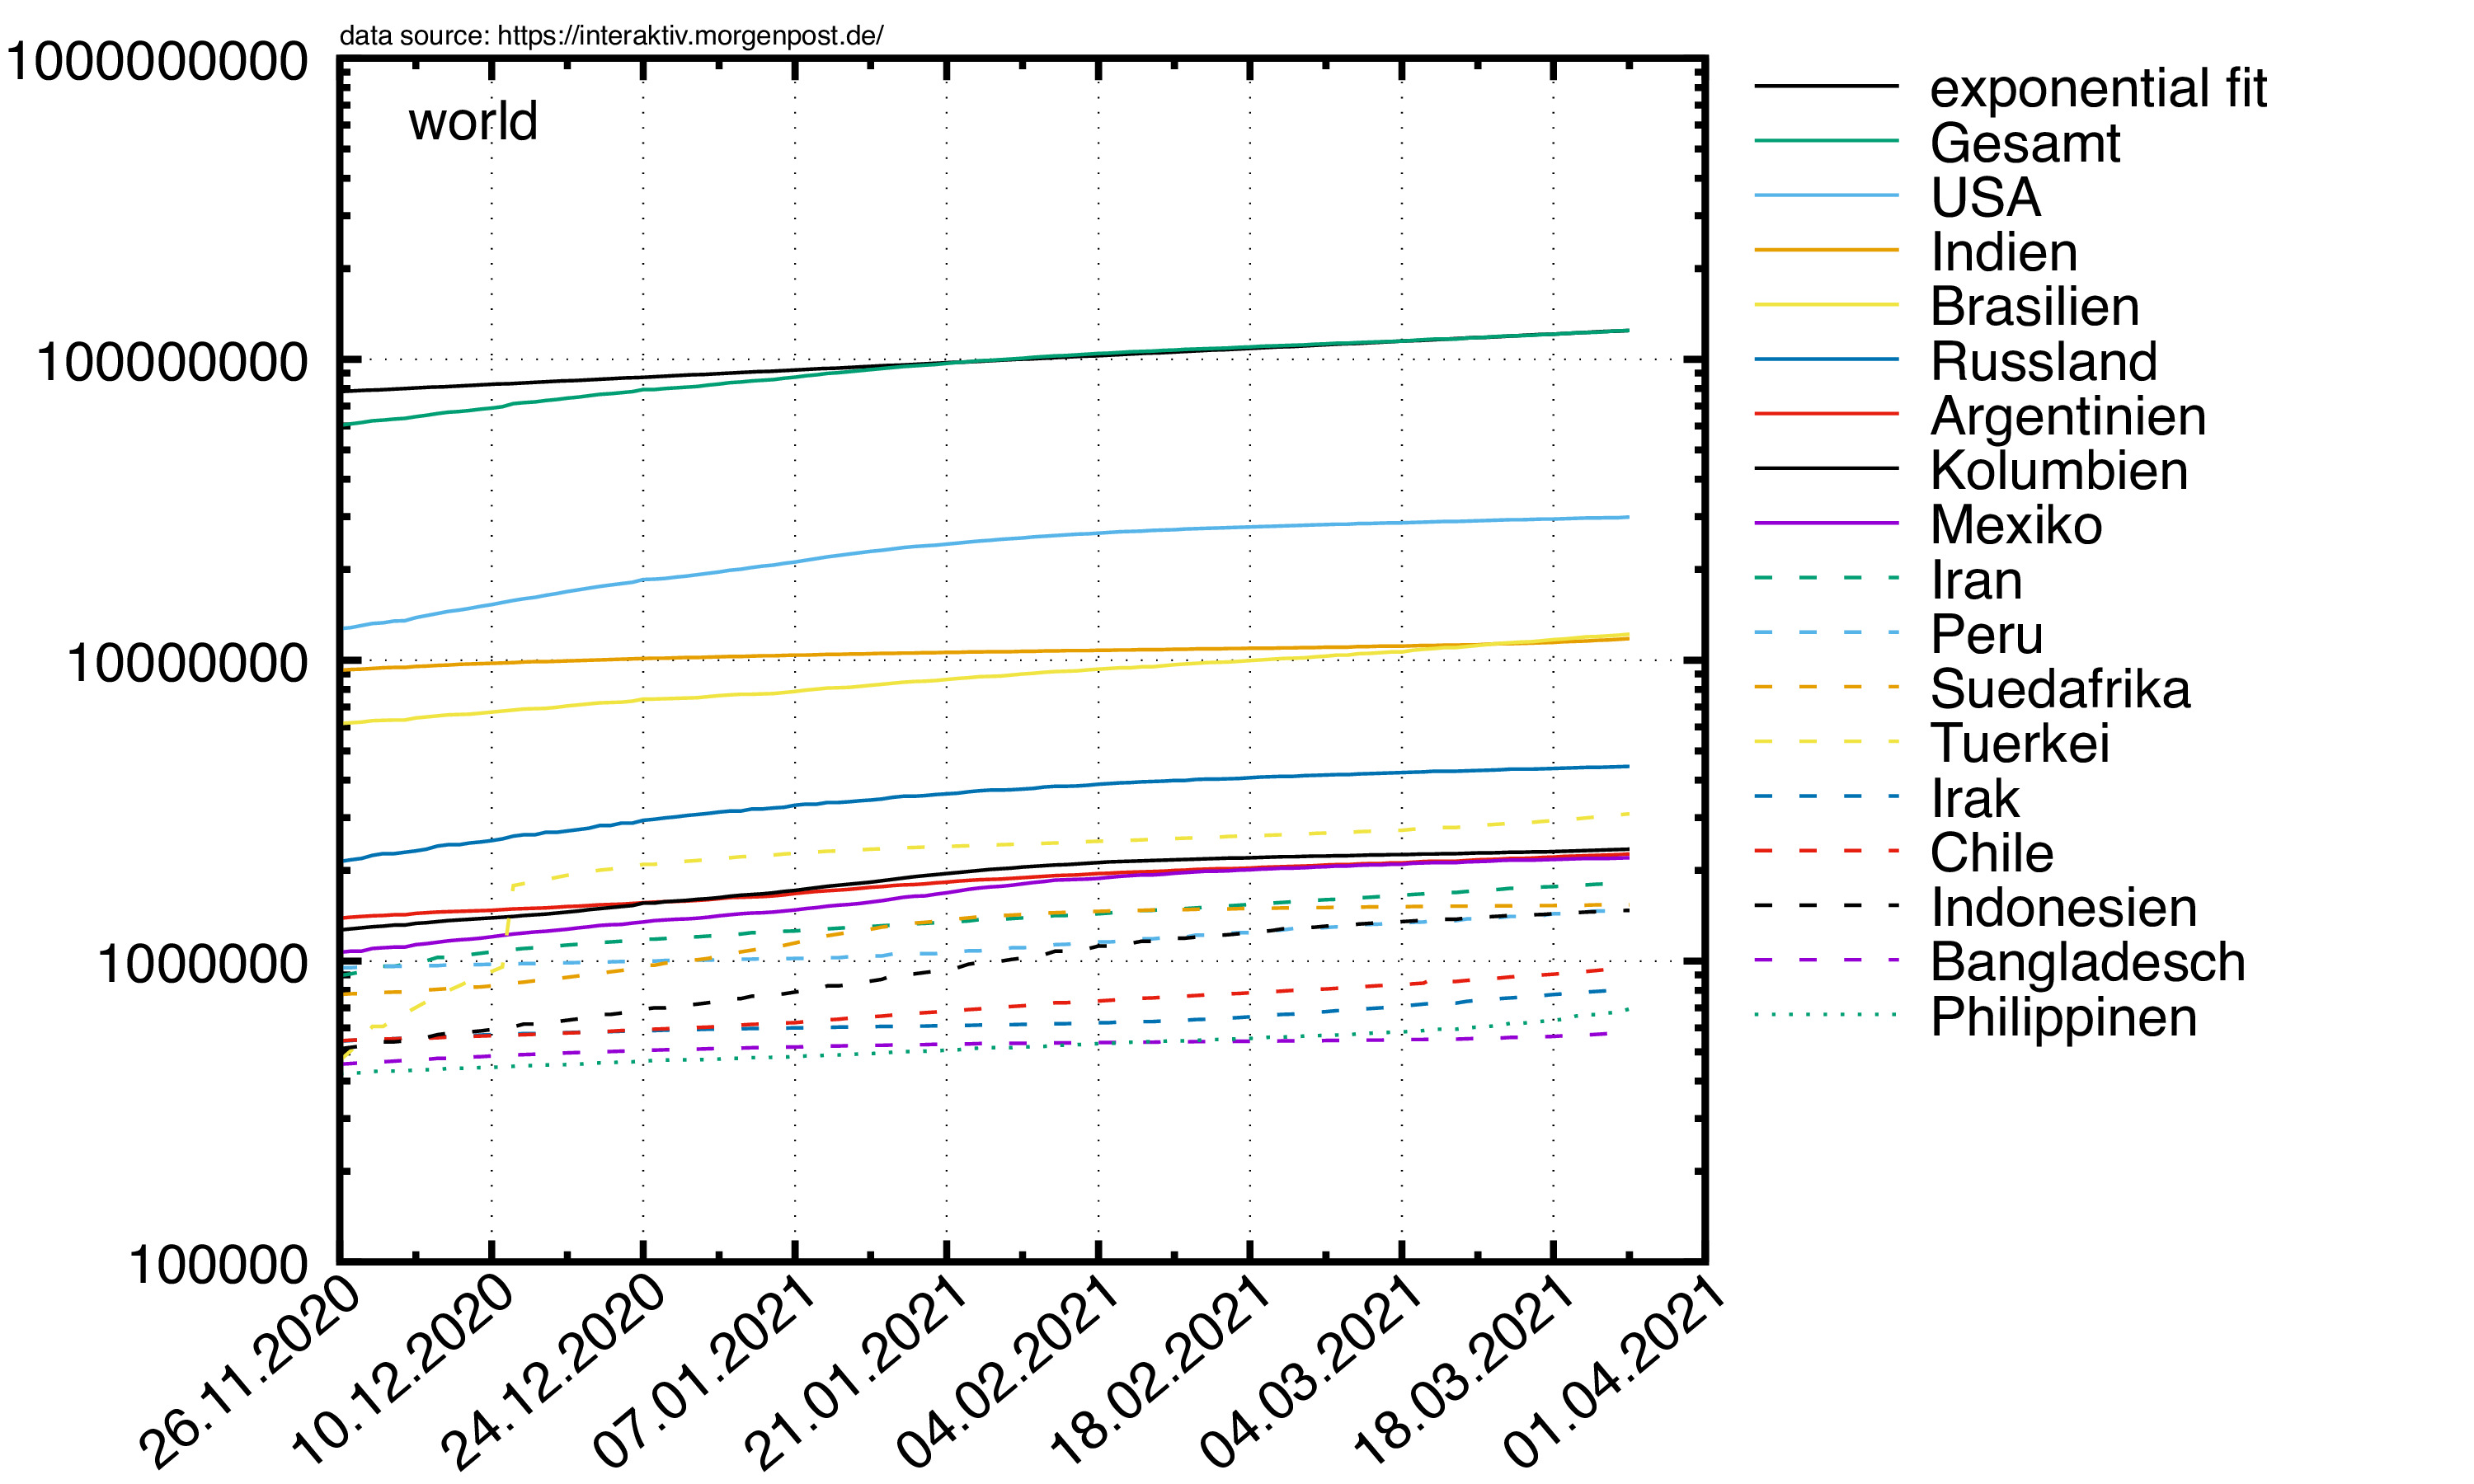 data source: https://interaktiv.morgenpost.de/
1000000000
100000000
10000000
1000000
100000
world
exponential fit
Gesamt
USA
Indien
Brasilien
Russland
Argentinien
Kolumbien
Mexiko
Iran
Peru
Suedafrika
Tuerkei
Irak
Chile
Indonesien
Bangladesch
Philippinen
26.11.2020
10.12.2020
24.12.2020
07.01.2021
21.01.2021
04.02.2021
18.02.2021
04.03.2021
18.03.2021
01.04.2021